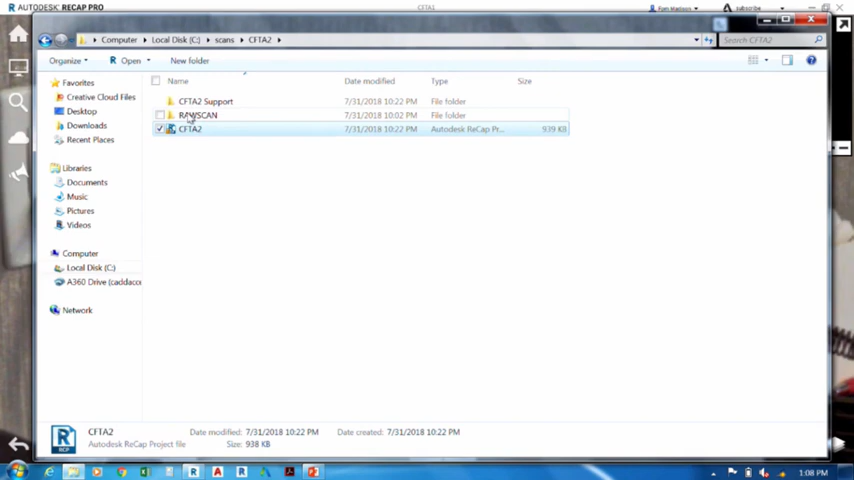 R AUTODESK RECAP PRO
CFTA1
subscribe
Computer Local Disk (C:) scans CFTA2
Search CFTA2
Organize Open New folder
Name Date modified Type Size
CFTA2 Support 7/31/2018 10:22 PM File folder
RAWSCAN 7/31/2018 10:02 PM File folder
CFTA2 7/31/2018 10:22 PM Autodesk ReCap Pr... 939 KB
Favorites
Creative Cloud Files
Desktop
Downloads
Recent Places
Libraries
Documents
Music
Pictures
Videos
Computer
Local Disk (C:)
A360 Drive (caddacc
Network
CFTA2 Date modified: 7/31/2018 10:22 PM Date created: 7/31/2018 10:22 PM
Autodesk ReCap Project file Size: 938 KB
RCP
1:08 PM